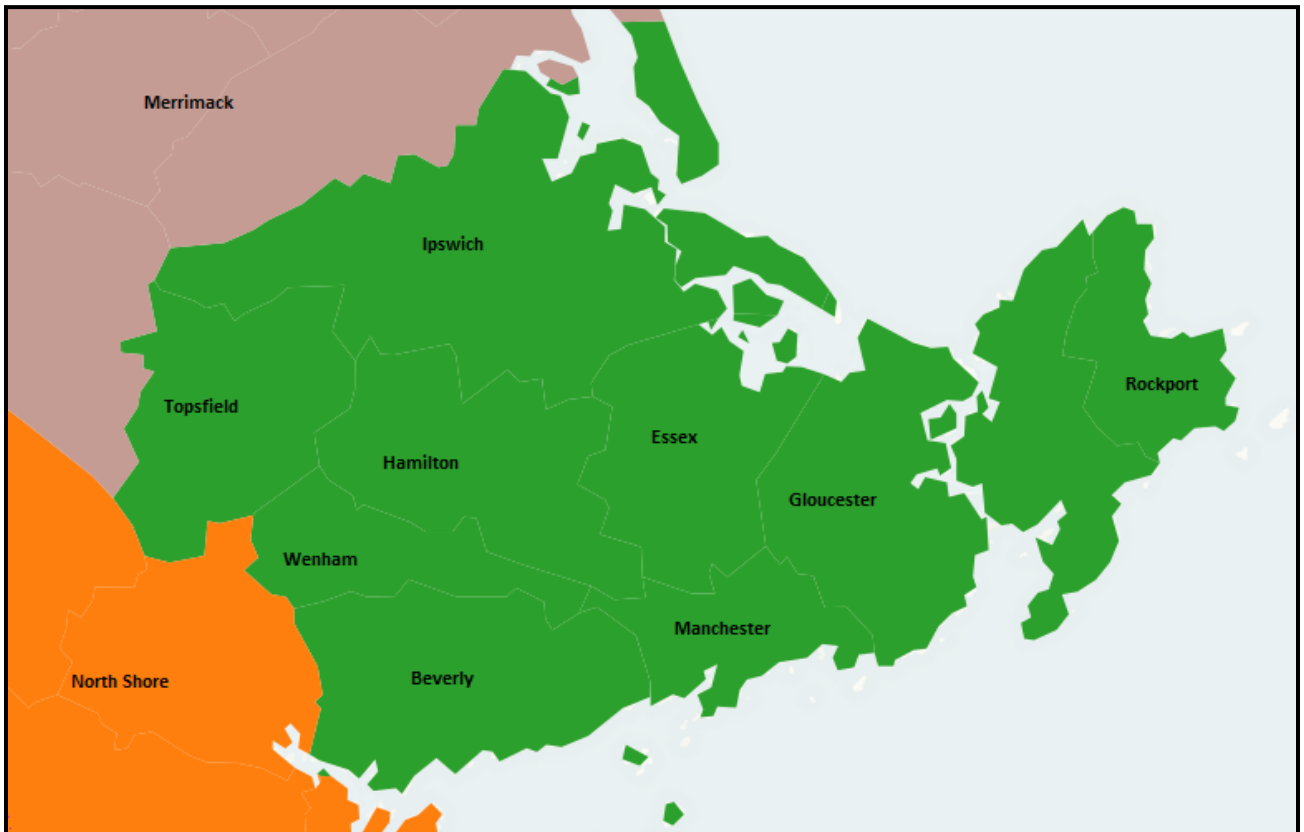 Merrimack
Ipswich
Rockport
Topsfield
Essex
Hamilton
Gloucester
Wenham
Manchester
Beverly
North Shore